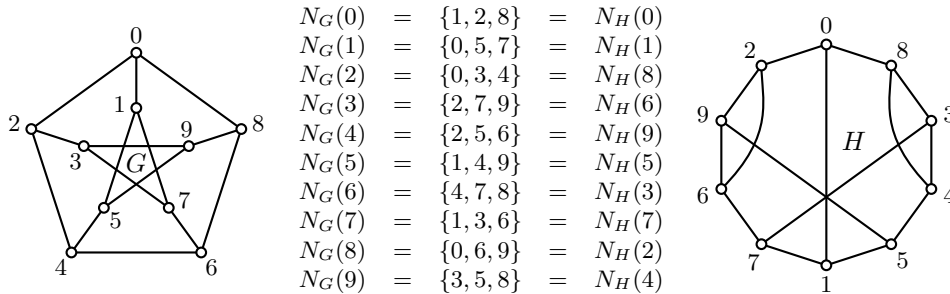 0
2
1
8
3
9
G
5
7
4
6
N_G(0) = {1, 2, 8} = N_H(0)
N_G(1) = {0, 5, 7} = N_H(1)
N_G(2) = {0, 3, 4} = N_H(8)
N_G(3) = {2, 7, 9} = N_H(6)
N_G(4) = {2, 5, 6} = N_H(9)
N_G(5) = {1, 4, 9} = N_H(5)
N_G(6) = {4, 7, 8} = N_H(3)
N_G(7) = {1, 3, 6} = N_H(7)
N_G(8) = {0, 6, 9} = N_H(2)
N_G(9) = {3, 5, 8} = N_H(4)
0
2
8
9
3
H
6
4
7
5
1